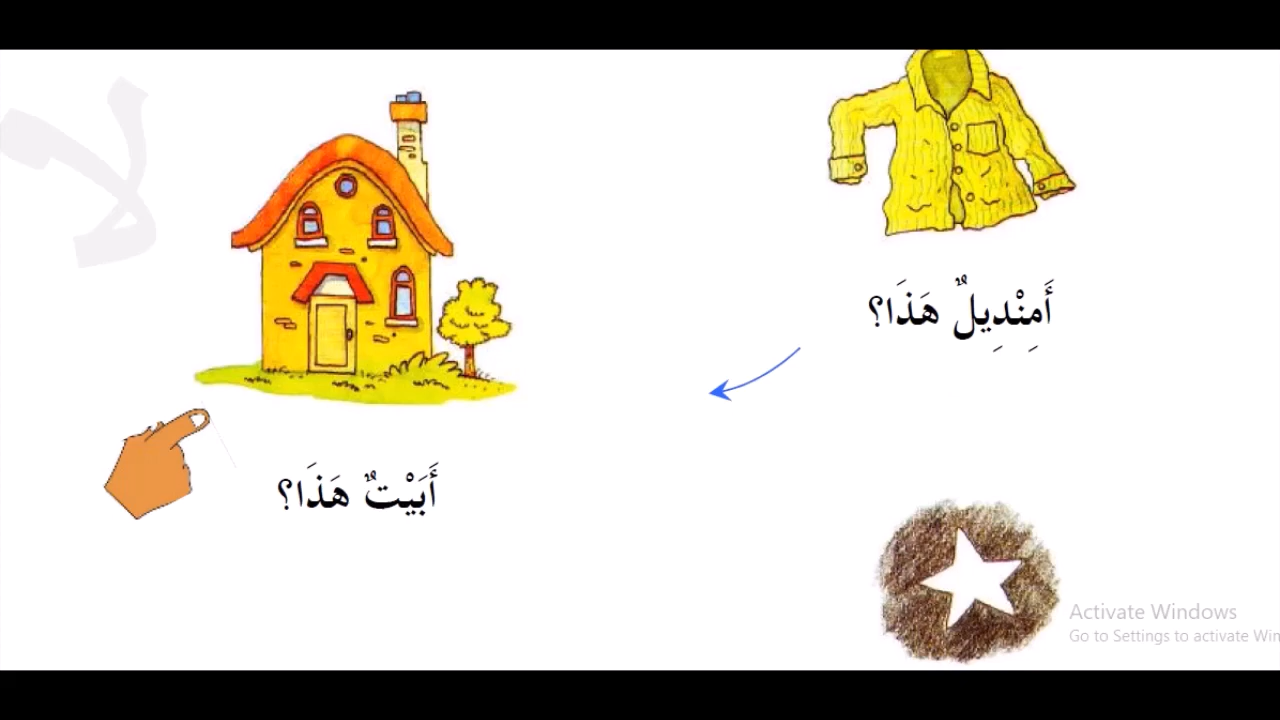 لا
أَمِنْدِيلٌ هَذَا؟
أَبَيْتٌ هَذَا؟
Activate Windows
Go to Settings to activate Win